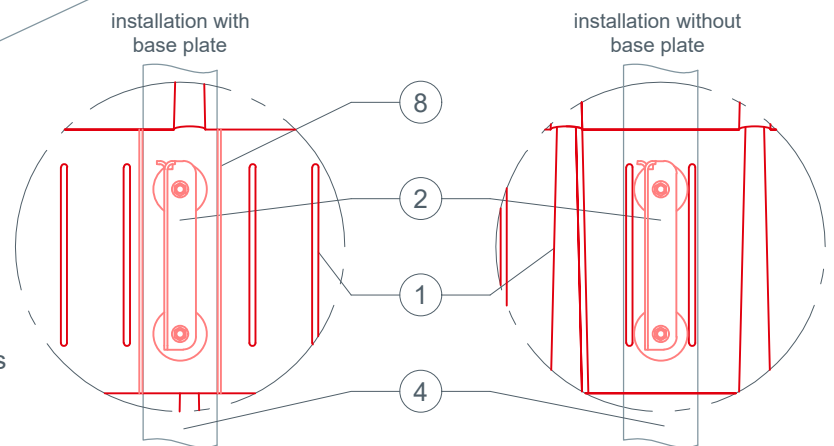 installation with
base plate
installation without
base plate
8
2
1
s
4